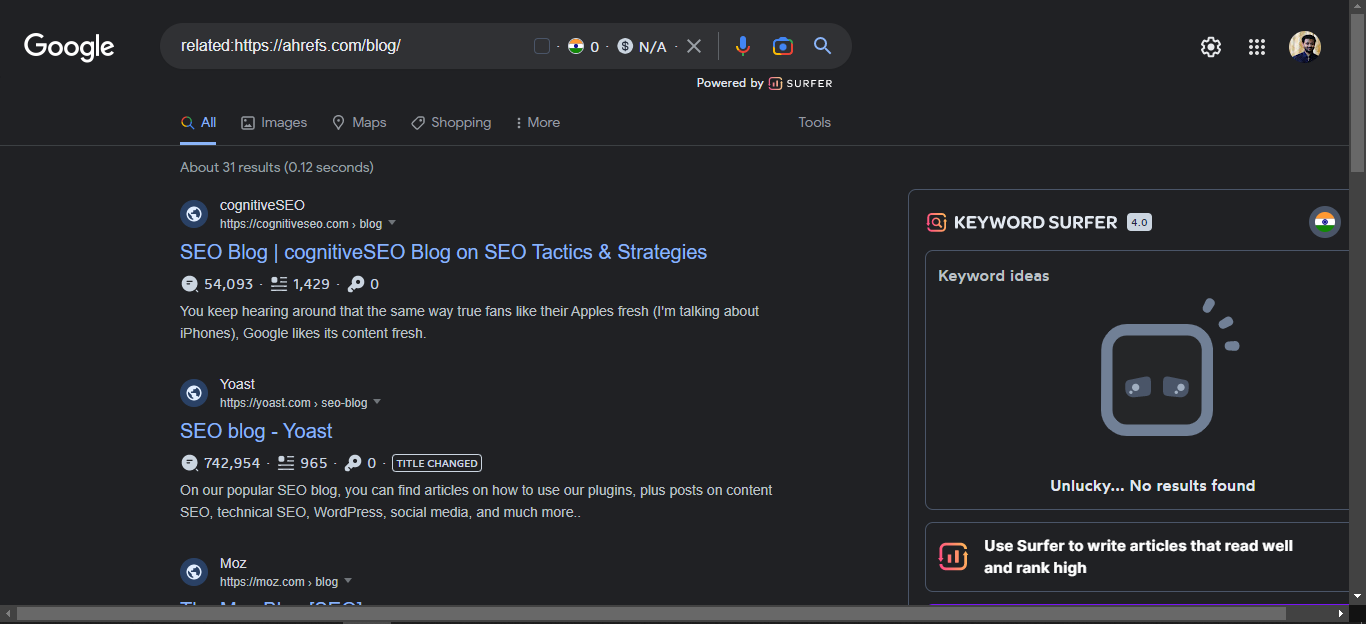 Google
related:https://ahrefs.com/blog/
· 0 · $ N/A ·
Powered by SURFER
All Images Maps Shopping More Tools
About 31 results (0.12 seconds)
cognitiveSEO
https://cognitiveseo.com › blog
SEO Blog | cognitiveSEO Blog on SEO Tactics & Strategies
54,093 · 1,429 · 0
You keep hearing around that the same way true fans like their Apples fresh (I'm talking about
iPhones), Google likes its content fresh.
Yoast
https://yoast.com › seo-blog
SEO blog - Yoast
742,954 · 965 · 0 · TITLE CHANGED
On our popular SEO blog, you can find articles on how to use our plugins, plus posts on content
SEO, technical SEO, WordPress, social media, and much more..
Moz
https://moz.com › blog
The Moz Blog [SEO]
KEYWORD SURFER 4.0
Keyword ideas
Unlucky... No results found
Use Surfer to write articles that read well
and rank high